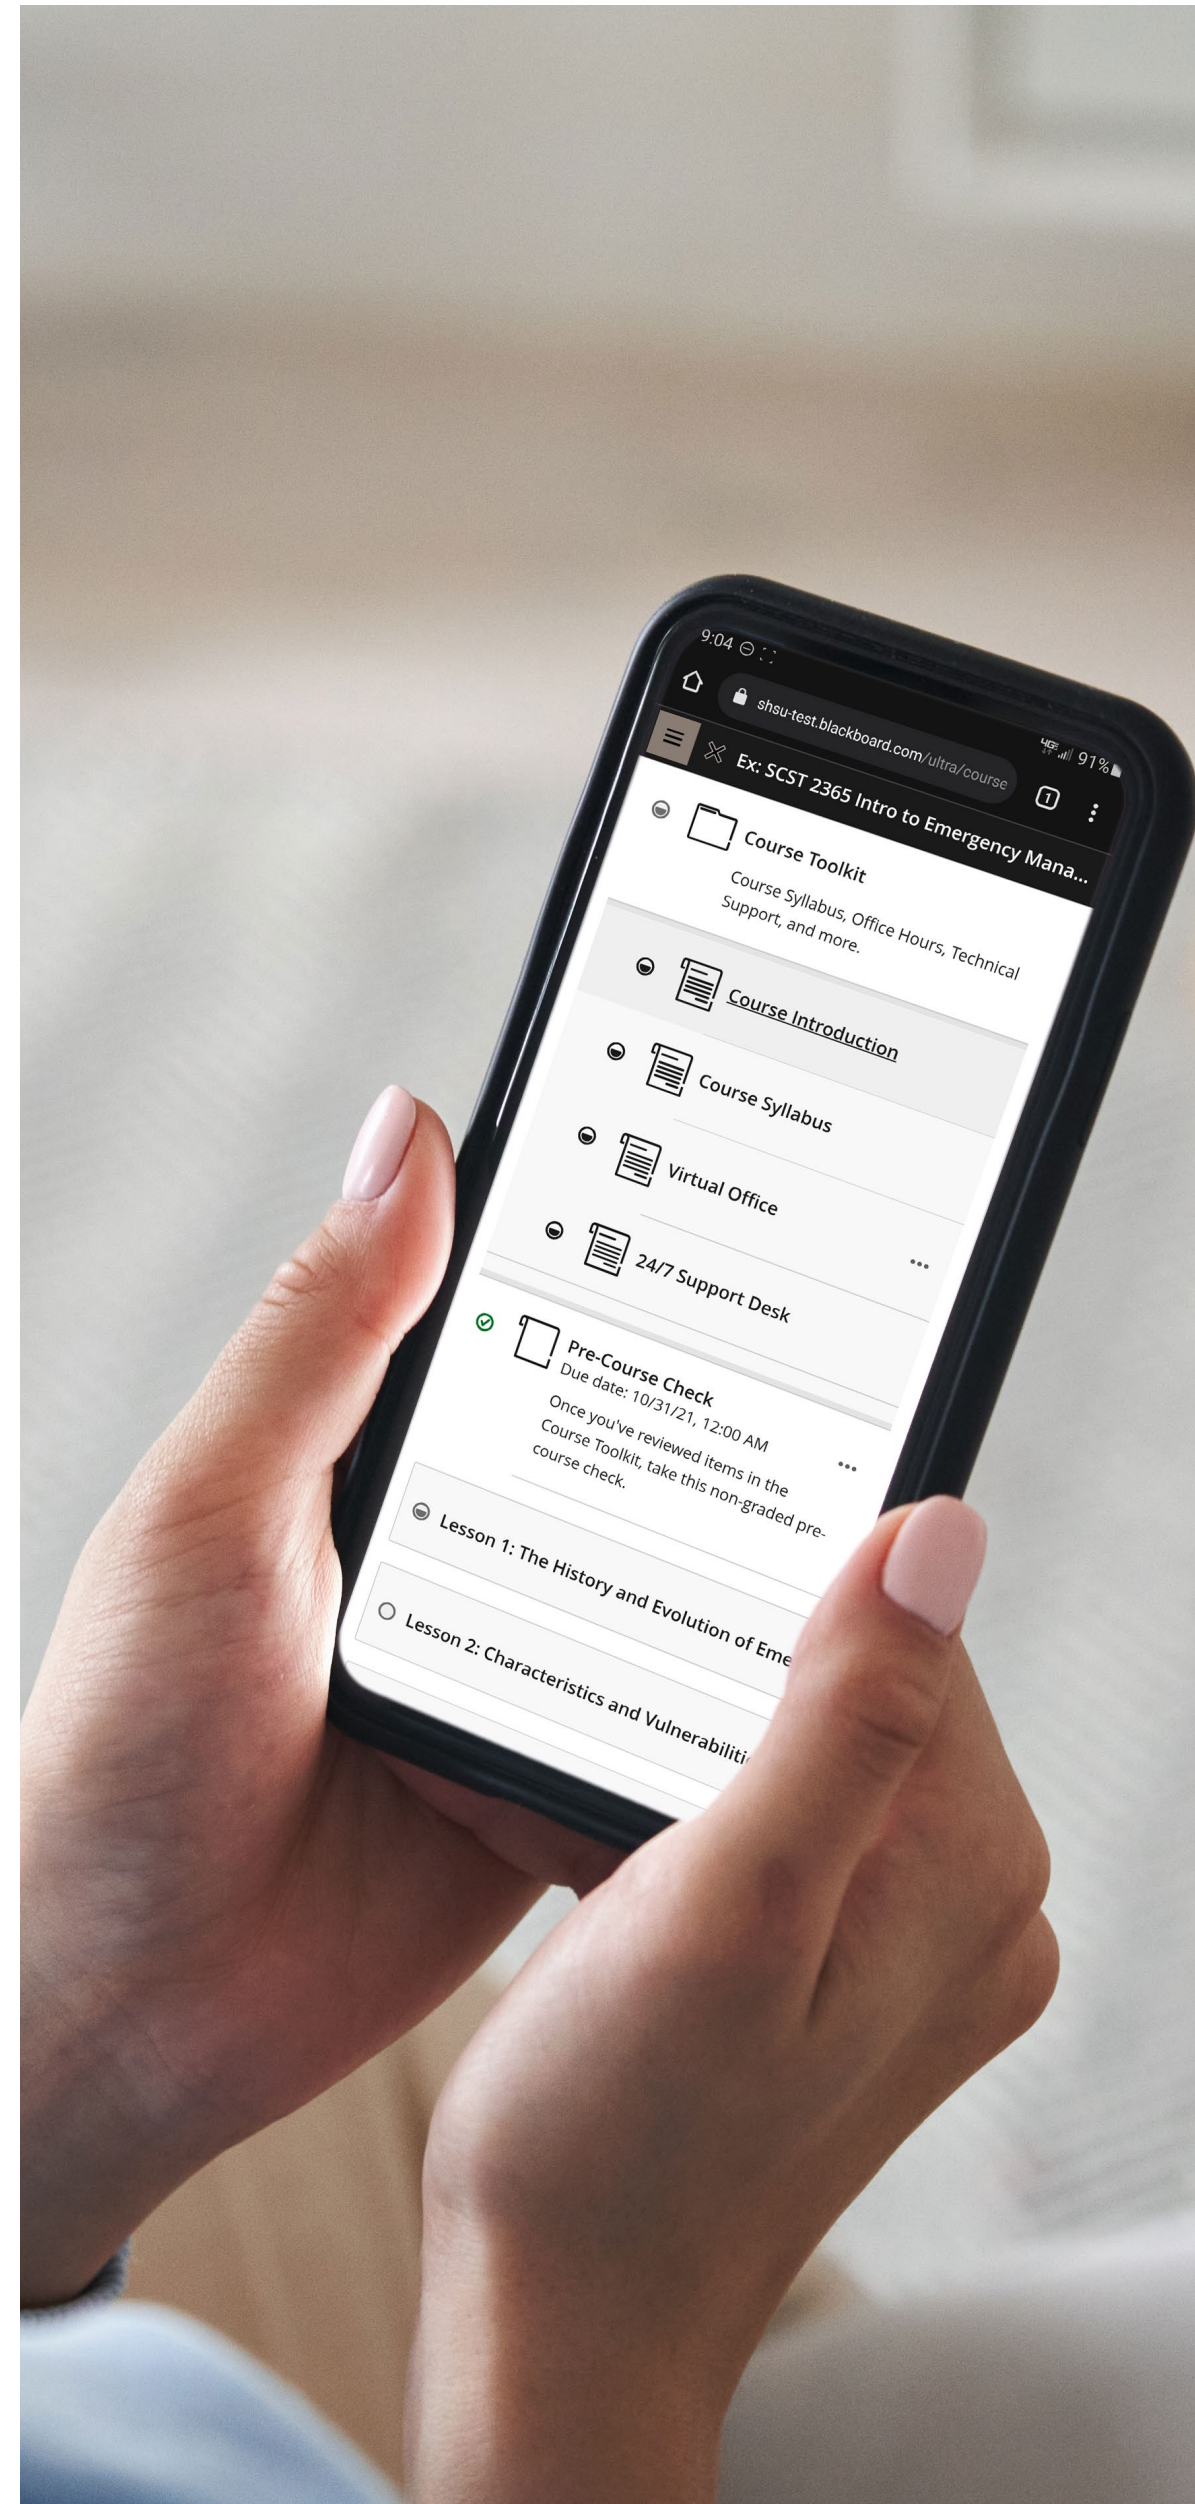 9:04
4G 91%
shsu-test.blackboard.com/ultra/course
1
Ex: SCST 2365 Intro to Emergency Mana...
Course Toolkit
Course Syllabus, Office Hours, Technical
Support, and more.
Course Introduction
Course Syllabus
Virtual Office
24/7 Support Desk
Pre-Course Check
Due date: 10/31/21, 12:00 AM
Once you've reviewed items in the
Course Toolkit, take this non-graded pre-
course check.
Lesson 1: The History and Evolution of Eme
Lesson 2: Characteristics and Vulnerabiliti